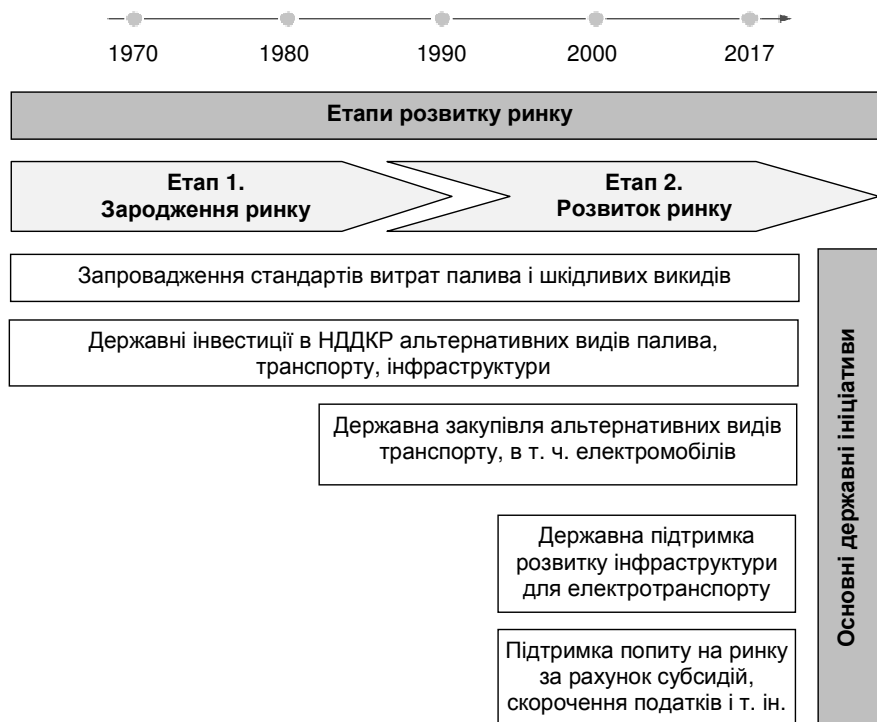 1970 1980 1990 2000 2017
Етапи розвитку ринку
Етап 1.
Зародження ринку
Етап 2.
Розвиток ринку
Запровадження стандартів витрат палива і шкідливих викидів
Державні інвестиції в НДДКР альтернативних видів палива,
транспорту, інфраструктури
Державна закупівля альтернативних видів
транспорту, в т. ч. електромобілів
Державна підтримка
розвитку інфраструктури
для електротранспорту
Підтримка попиту на ринку
за рахунок субсидій,
скорочення податків і т. ін.
Основні державні ініціативи